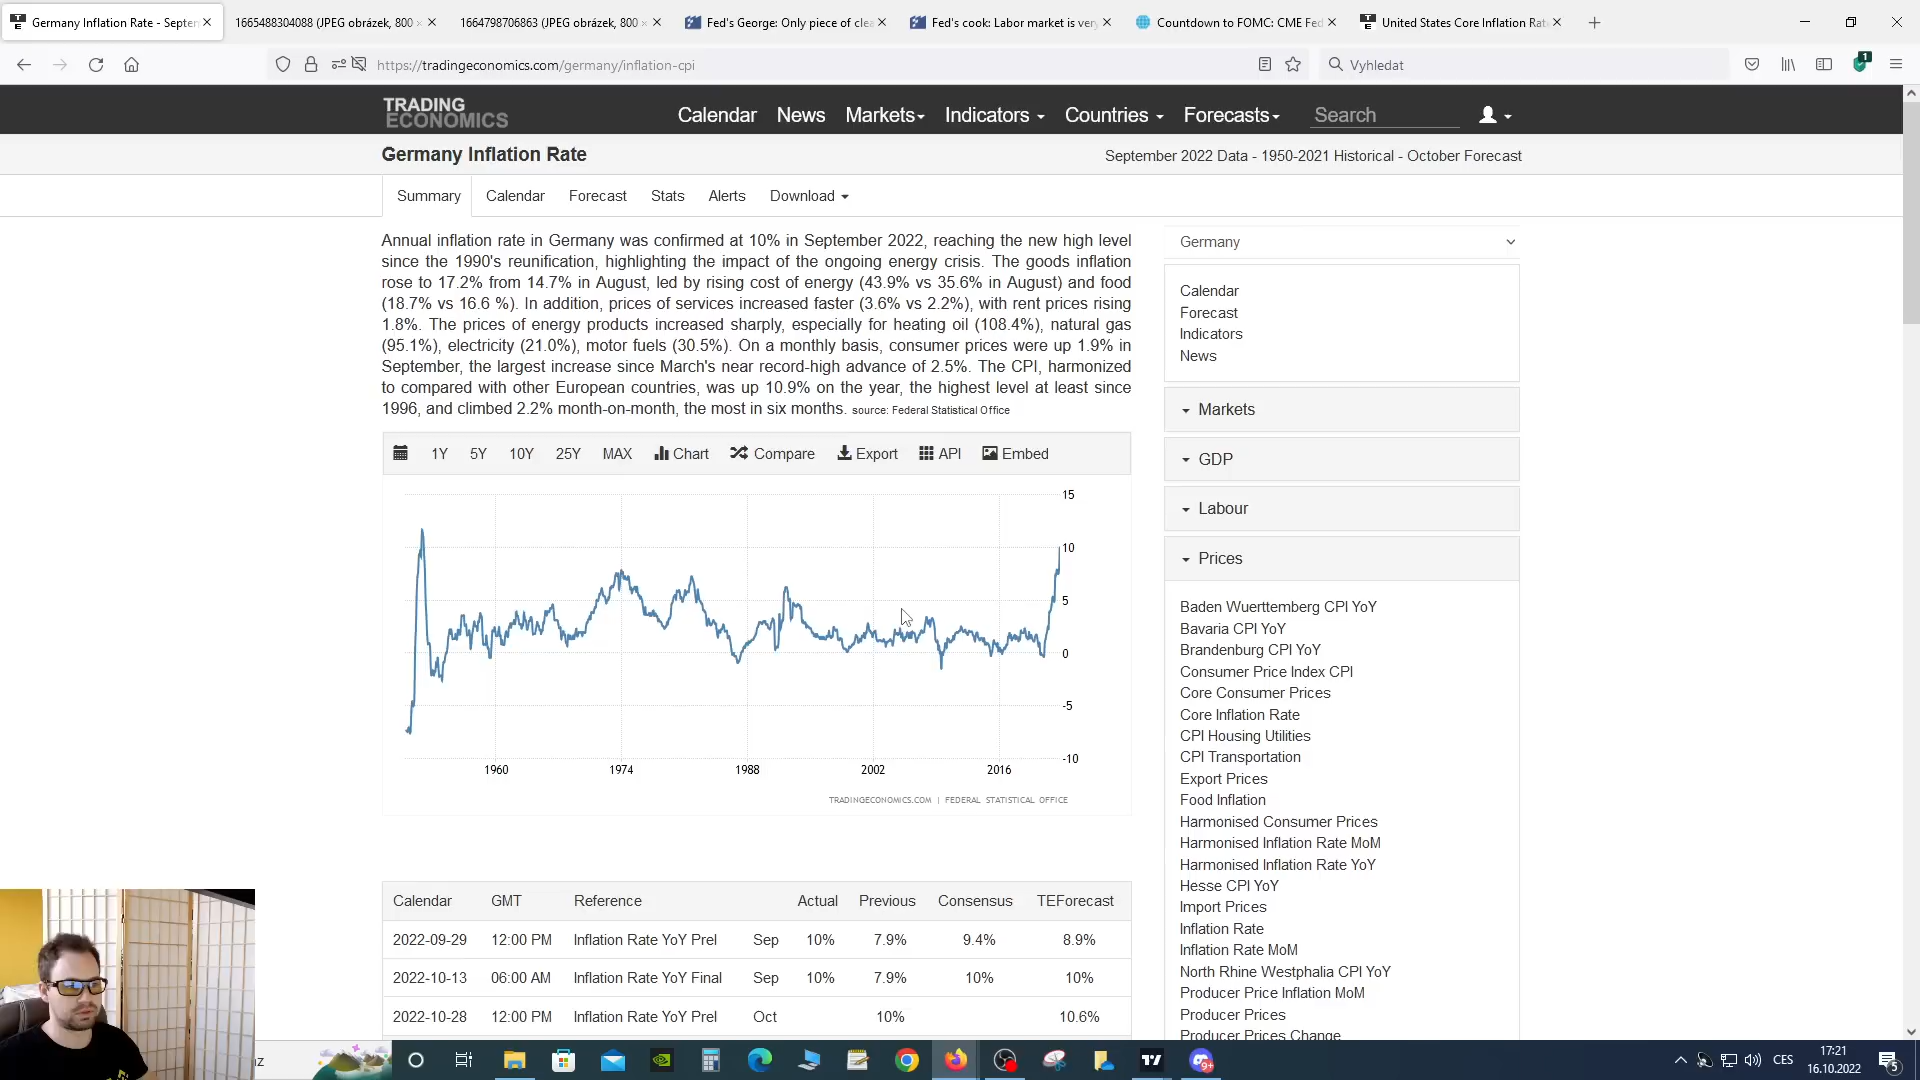 Germany Inflation Rate - Septem
1665488304088 (JPEG obrázek, 800 ×
1664798706863 (JPEG obrázek, 800 ×
Fed's George: Only piece of clea
Fed's cook: Labor market is very
Countdown to FOMC: CME Fed
United States Core Inflation Rat
https://tradingeconomics.com/germany/inflation-cpi
Vyhledat
1
TRADING
ECONOMICS
Calendar News Markets Indicators Countries Forecasts Search
Germany Inflation Rate
September 2022 Data - 1950-2021 Historical - October Forecast
Summary Calendar Forecast Stats Alerts Download
Annual inflation rate in Germany was confirmed at 10% in September 2022, reaching the new high level
since the 1990's reunification, highlighting the impact of the ongoing energy crisis. The goods inflation
rose to 17.2% from 14.7% in August, led by rising cost of energy (43.9% vs 35.6% in August) and food
(18.7% vs 16.6 %). In addition, prices of services increased faster (3.6% vs 2.2%), with rent prices rising
1.8%. The prices of energy products increased sharply, especially for heating oil (108.4%), natural gas
(95.1%), electricity (21.0%), motor fuels (30.5%). On a monthly basis, consumer prices were up 1.9% in
September, the largest increase since March's near record-high advance of 2.5%. The CPI, harmonized
to compared with other European countries, was up 10.9% on the year, the highest level at least since
1996, and climbed 2.2% month-on-month, the most in six months. source: Federal Statistical Office
1Y 5Y 10Y 25Y MAX Chart Compare Export API Embed
15
10
5
0
-5
-10
1960 1974 1988 2002 2016
TRADINGECONOMICS.COM | FEDERAL STATISTICAL OFFICE
Calendar GMT Reference Actual Previous Consensus TEForecast
2022-09-29 12:00 PM Inflation Rate YoY Prel Sep 10% 7.9% 9.4% 8.9%
2022-10-13 06:00 AM Inflation Rate YoY Final Sep 10% 7.9% 10% 10%
2022-10-28 12:00 PM Inflation Rate YoY Prel Oct 10% 10.6%
Germany
Calendar
Forecast
Indicators
News
Markets
GDP
Labour
Prices
Baden Wuerttemberg CPI YoY
Bavaria CPI YoY
Brandenburg CPI YoY
Consumer Price Index CPI
Core Consumer Prices
Core Inflation Rate
CPI Housing Utilities
CPI Transportation
Export Prices
Food Inflation
Harmonised Consumer Prices
Harmonised Inflation Rate MoM
Harmonised Inflation Rate YoY
Hesse CPI YoY
Import Prices
Inflation Rate
Inflation Rate MoM
North Rhine Westphalia CPI YoY
Producer Price Inflation MoM
Producer Prices
Producer Prices Change
CES
17:21
16.10.2022
5